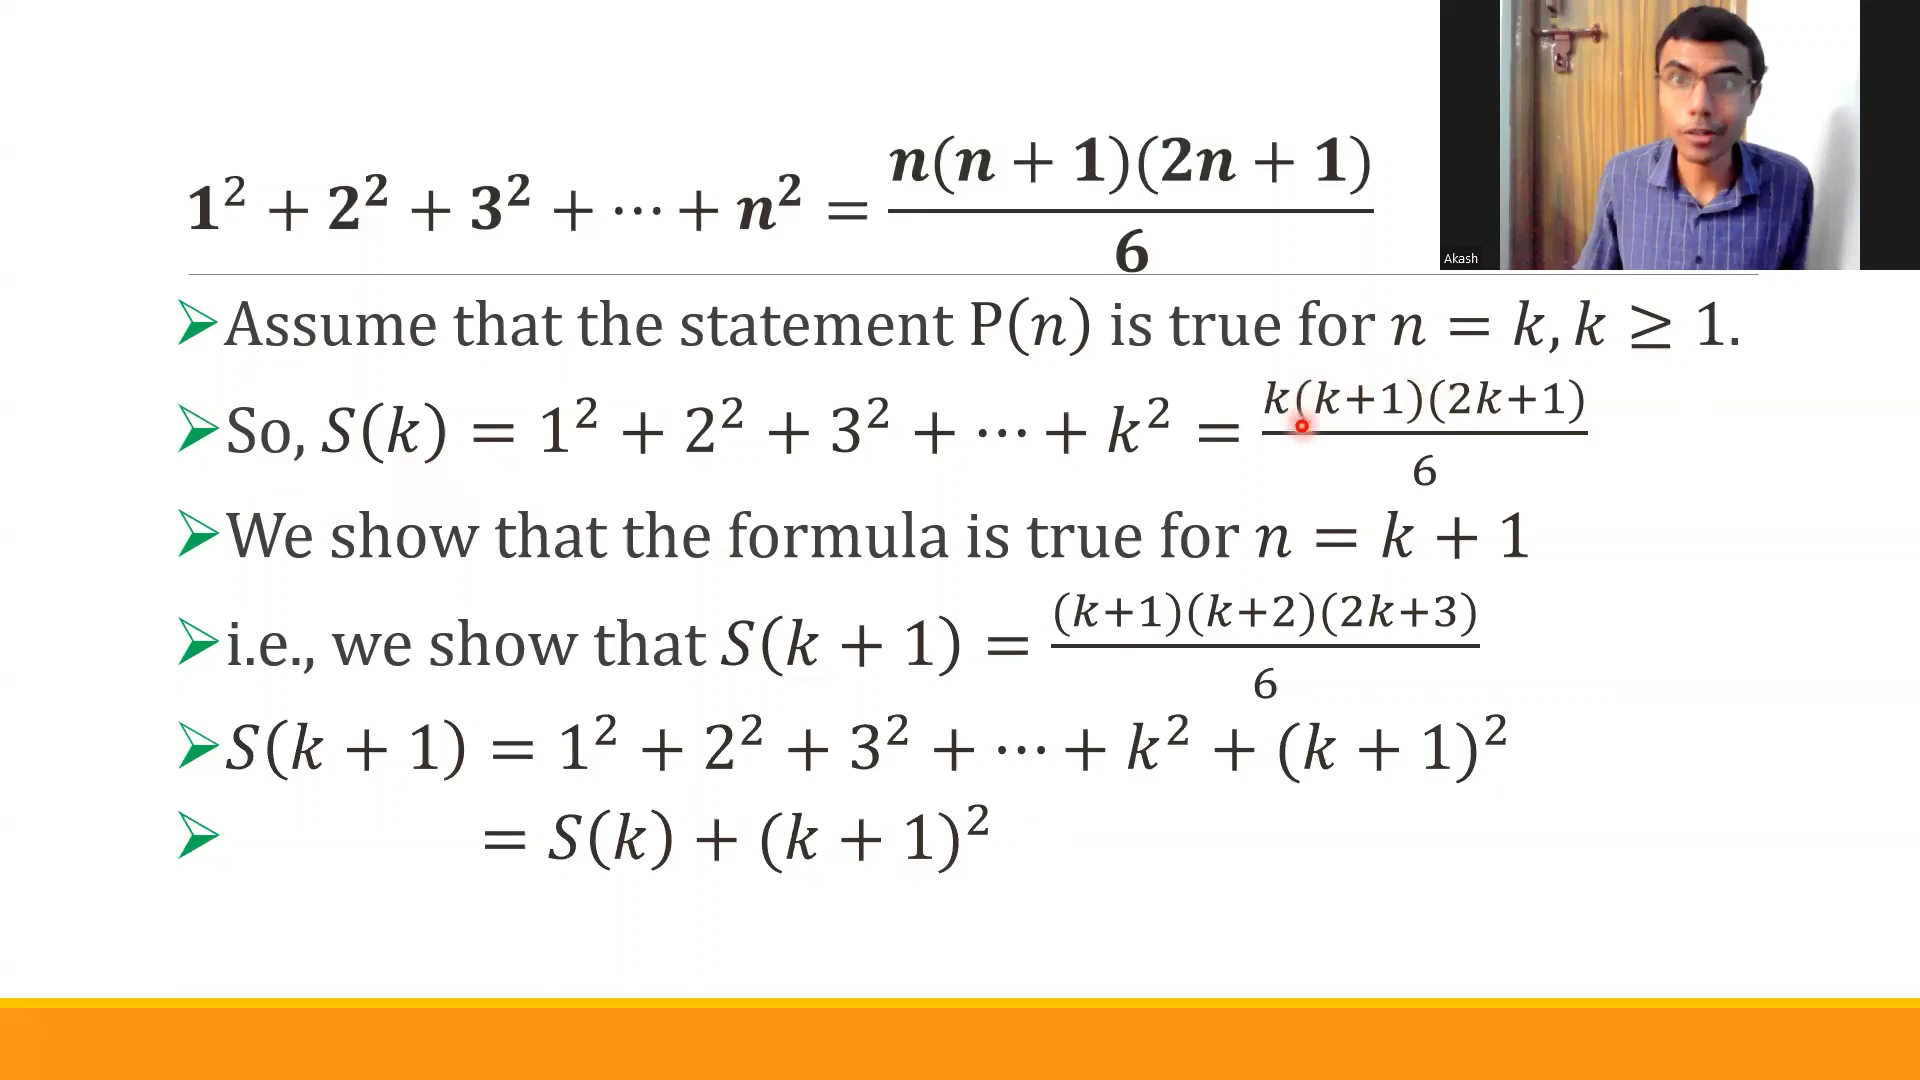 1² + 2² + 3² + ⋯ + n² = n(n + 1)(2n + 1) / 6
Akash
➢Assume that the statement P(n) is true for n = k, k ≥ 1.
➢So, S(k) = 1² + 2² + 3² + ⋯ + k² = k(k+1)(2k+1) / 6
➢We show that the formula is true for n = k + 1
➢i.e., we show that S(k + 1) = (k+1)(k+2)(2k+3) / 6
➢S(k + 1) = 1² + 2² + 3² + ⋯ + k² + (k + 1)²
➢ = S(k) + (k + 1)²